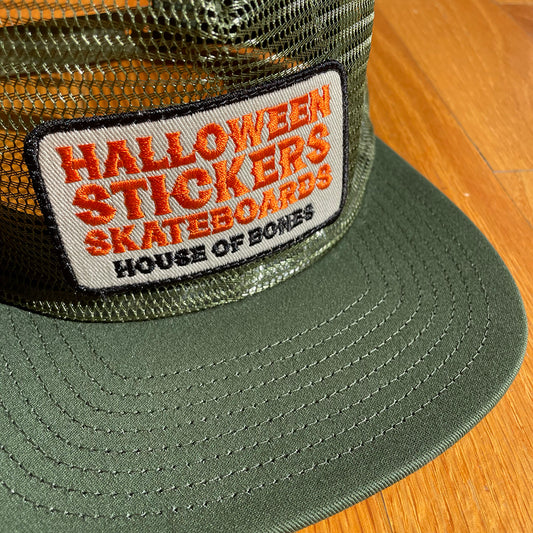 HALLOWEEN
STICKERS
SKATEBOARDS
HOUSE OF BONES